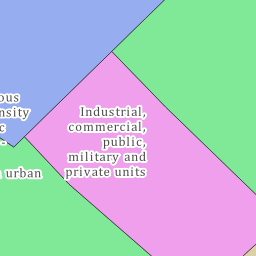 ous
nsity
c
-
urban
Industrial,
commercial,
public,
military and
private units